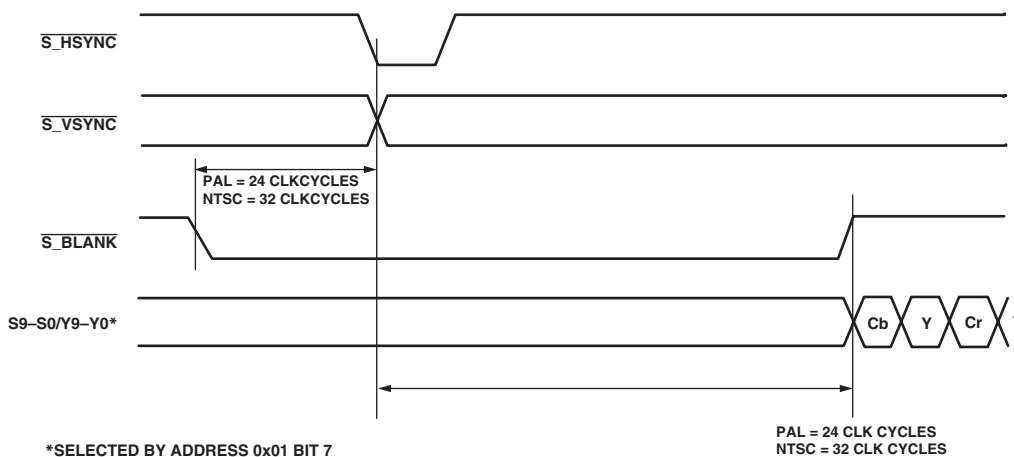 S_HSYNC
S_VSYNC
PAL = 24 CLKCYCLES
NTSC = 32 CLKCYCLES
S_BLANK
S9–S0/Y9–Y0*
Cb
Y
Cr
PAL = 24 CLK CYCLES
NTSC = 32 CLK CYCLES
*SELECTED BY ADDRESS 0x01 BIT 7